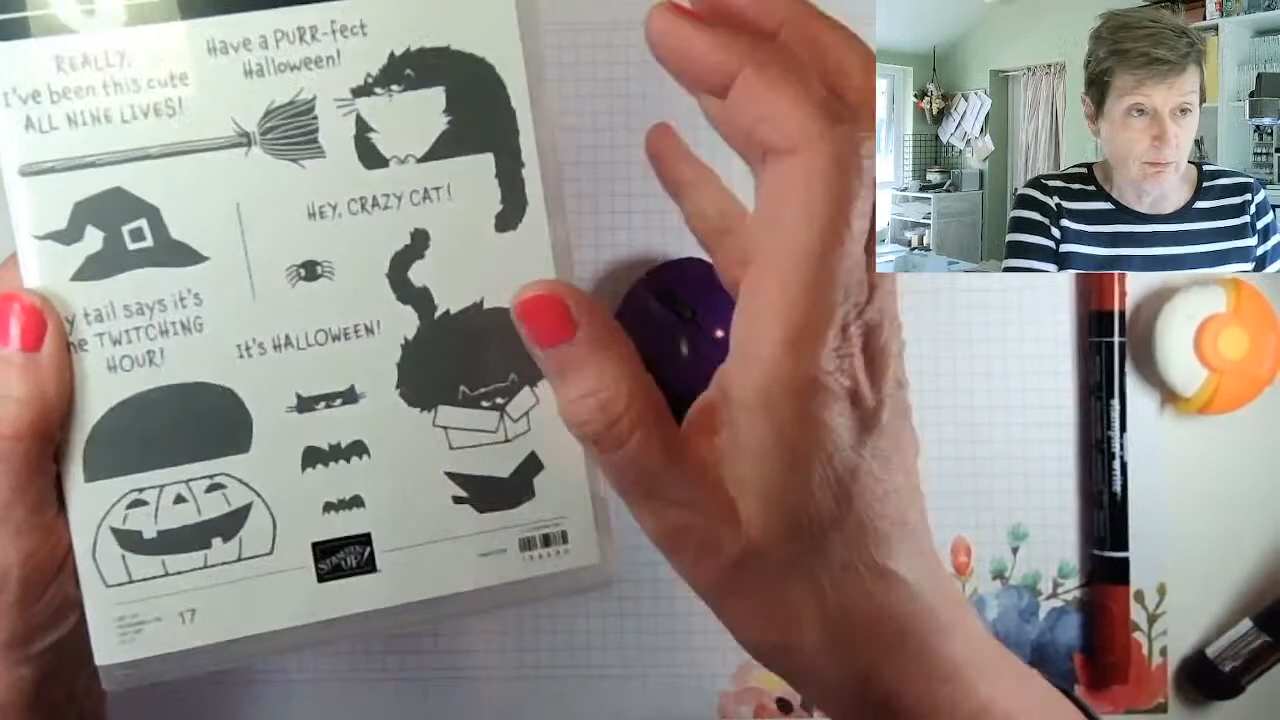 REALLY,
I've been this cute
ALL NINE LIVES!
Have a PURR-fect
Halloween!
HEY, CRAZY CAT!
y tail says it's
he TWITCHING
HOUR!
It's HALLOWEEN!
STAMPIN'
UP!
17